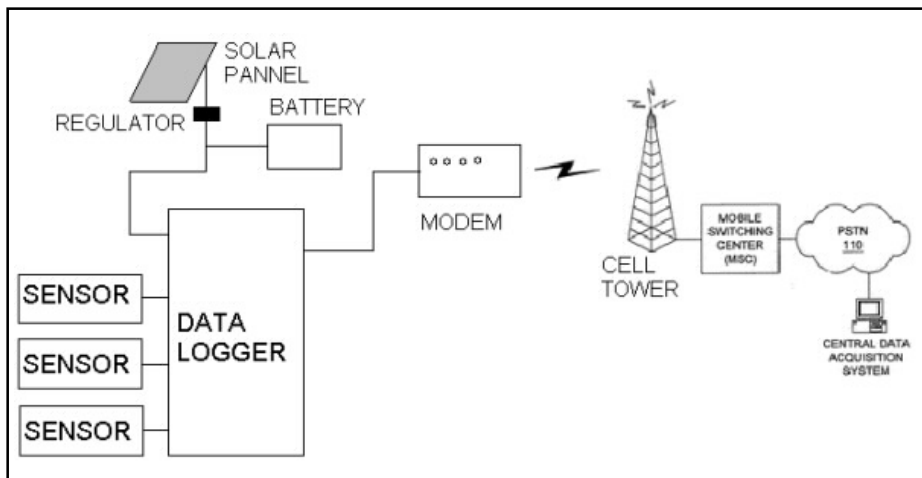 SOLAR
PANNEL
REGULATOR
BATTERY
MODEM
CELL
TOWER
MOBILE
SWITCHING
CENTER
(MSC)
PSTN
110
CENTRAL DATA
ACQUISITION
SYSTEM
SENSOR
SENSOR
SENSOR
DATA
LOGGER